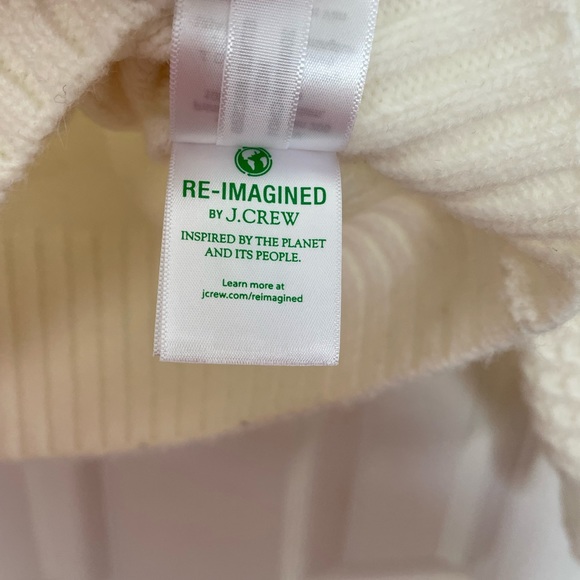 RE-IMAGINED
BY J.CREW
INSPIRED BY THE PLANET
AND ITS PEOPLE.
Learn more at
jcrew.com/reimagined